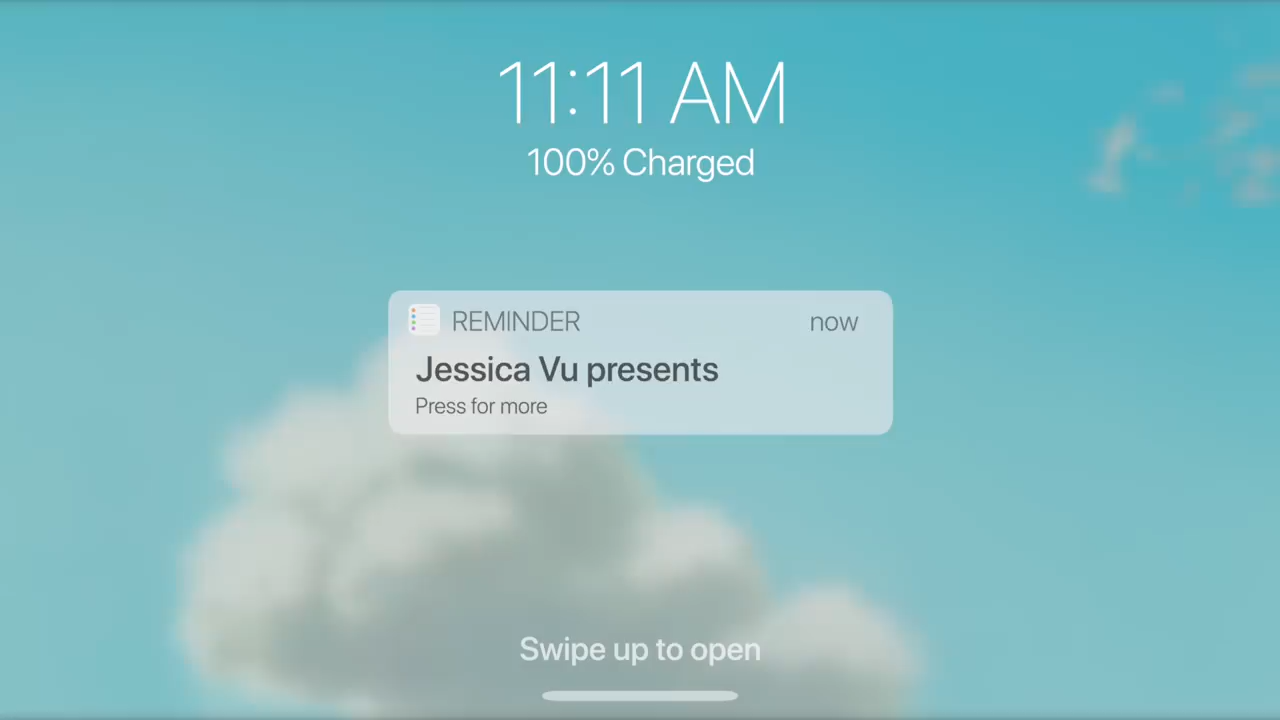 11:11 AM
100% Charged
REMINDER now
Jessica Vu presents
Press for more
Swipe up to open